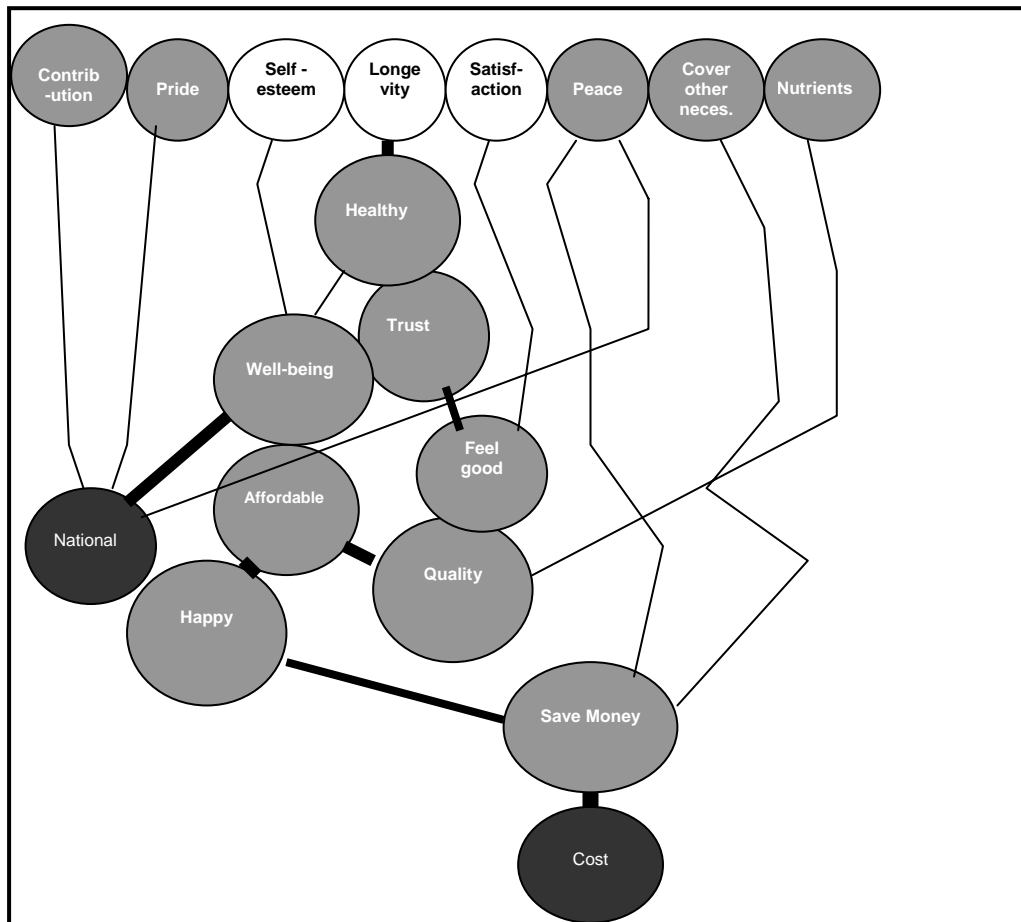 Contrib
-ution
Pride
Self -
esteem
Longe
vity
Satisf-
action
Peace
Cover
other
neces.
Nutrients
Healthy
Trust
Well-being
Feel
good
Affordable
National
Quality
Happy
Save Money
Cost